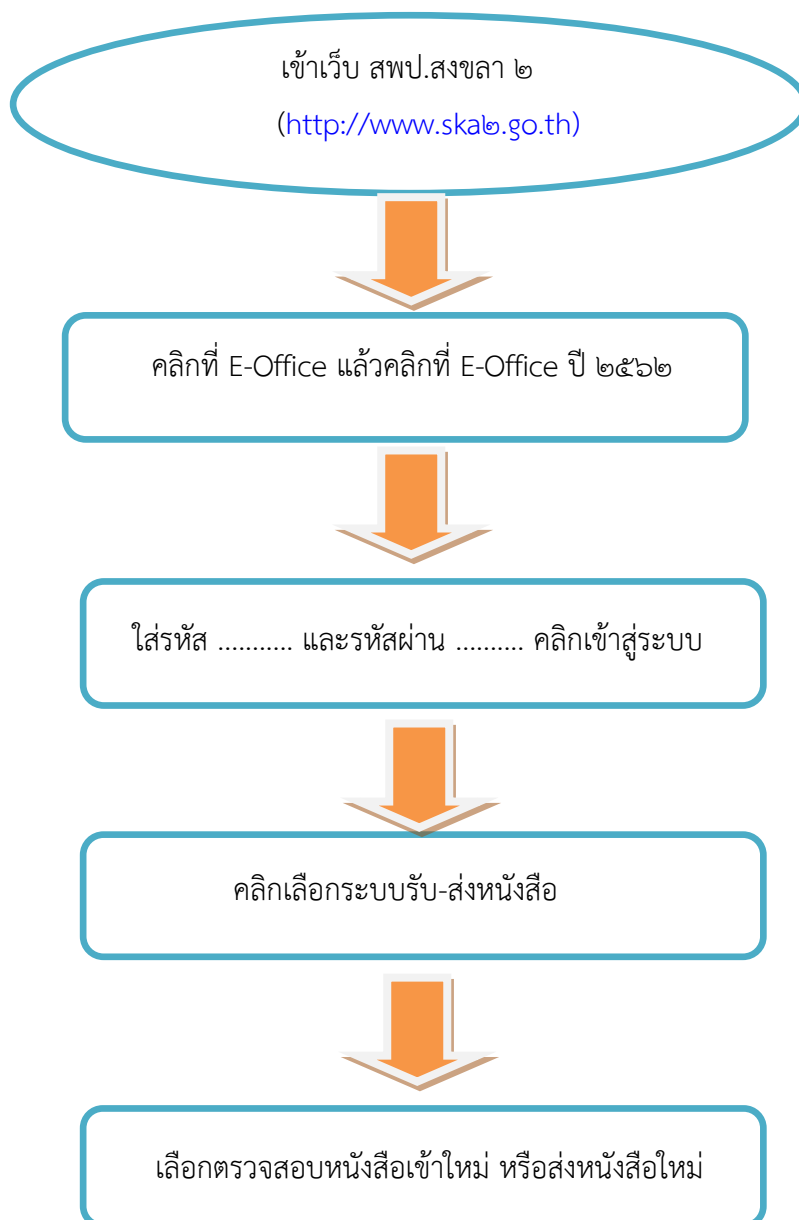 เข้าเว็บ สพป.สงขลา ๒
(http://www.ska๒.go.th)
คลิกที่ E-Office แล้วคลิกที่ E-Office ปี ๒๕๖๒
ใส่รหัส ........... และรหัสผ่าน .......... คลิกเข้าสู่ระบบ
คลิกเลือกระบบรับ-ส่งหนังสือ
เลือกตรวจสอบหนังสือเข้าใหม่ หรือส่งหนังสือใหม่